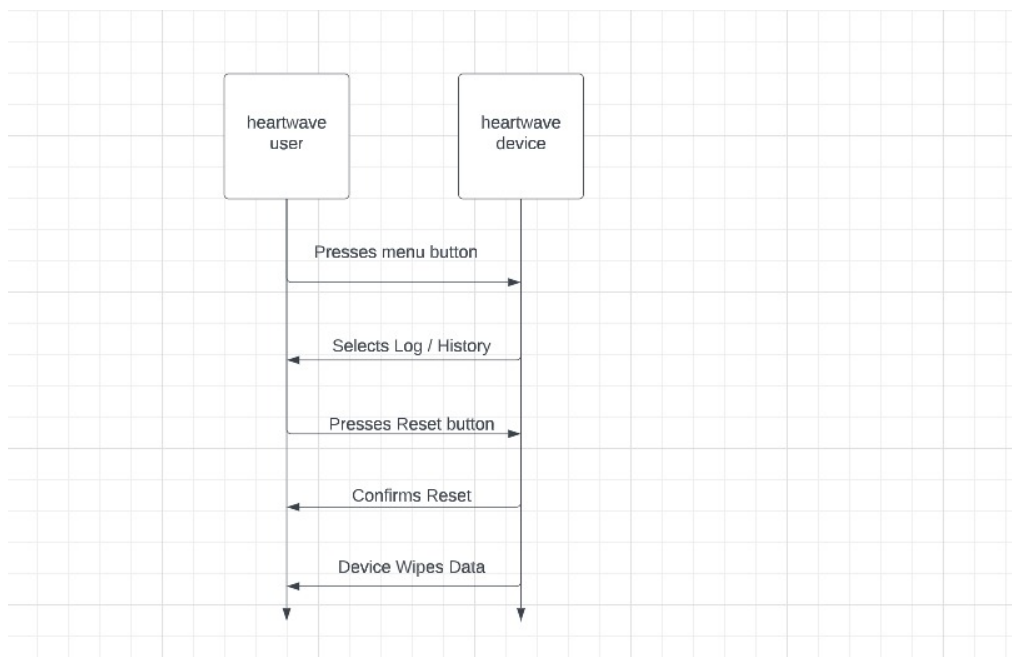 heartwave
user
heartwave
device
Presses menu button
Selects Log / History
Presses Reset button
Confirms Reset
Device Wipes Data